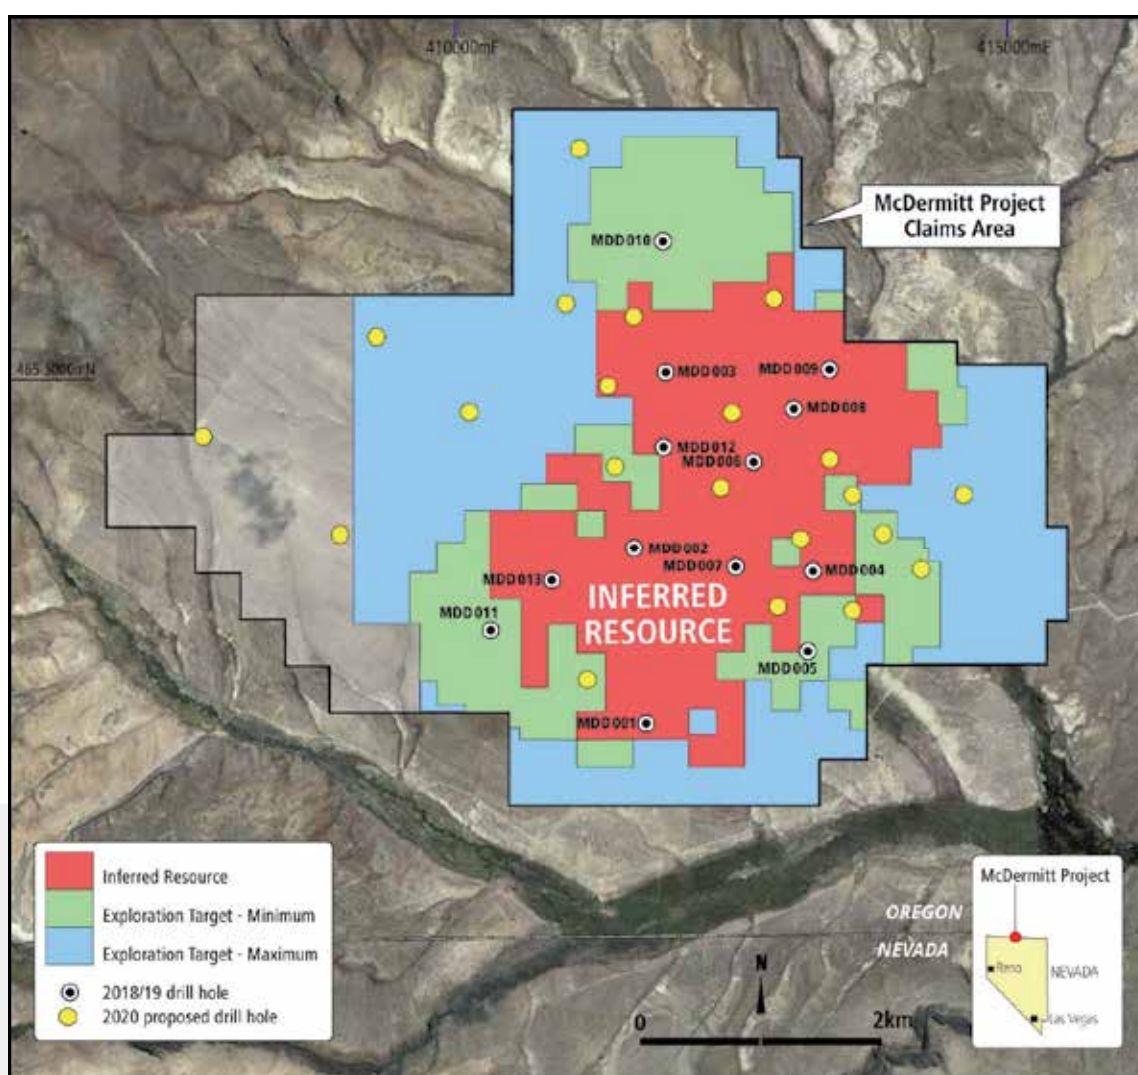 410000mE
415000mE
McDermitt Project
Claims Area
MDD010
465 5000mN
MDD003
MDD009
MDD008
MDD012
MDD006
MDD002
MDD007
MDD004
MDD013
INFERRED
RESOURCE
MDD011
MDD005
MDD001
Inferred Resource
Exploration Target - Minimum
Exploration Target - Maximum
2018/19 drill hole
2020 proposed drill hole
OREGON
NEVADA
N
0
2km
McDermitt Project
Reno
NEVADA
Las Vegas